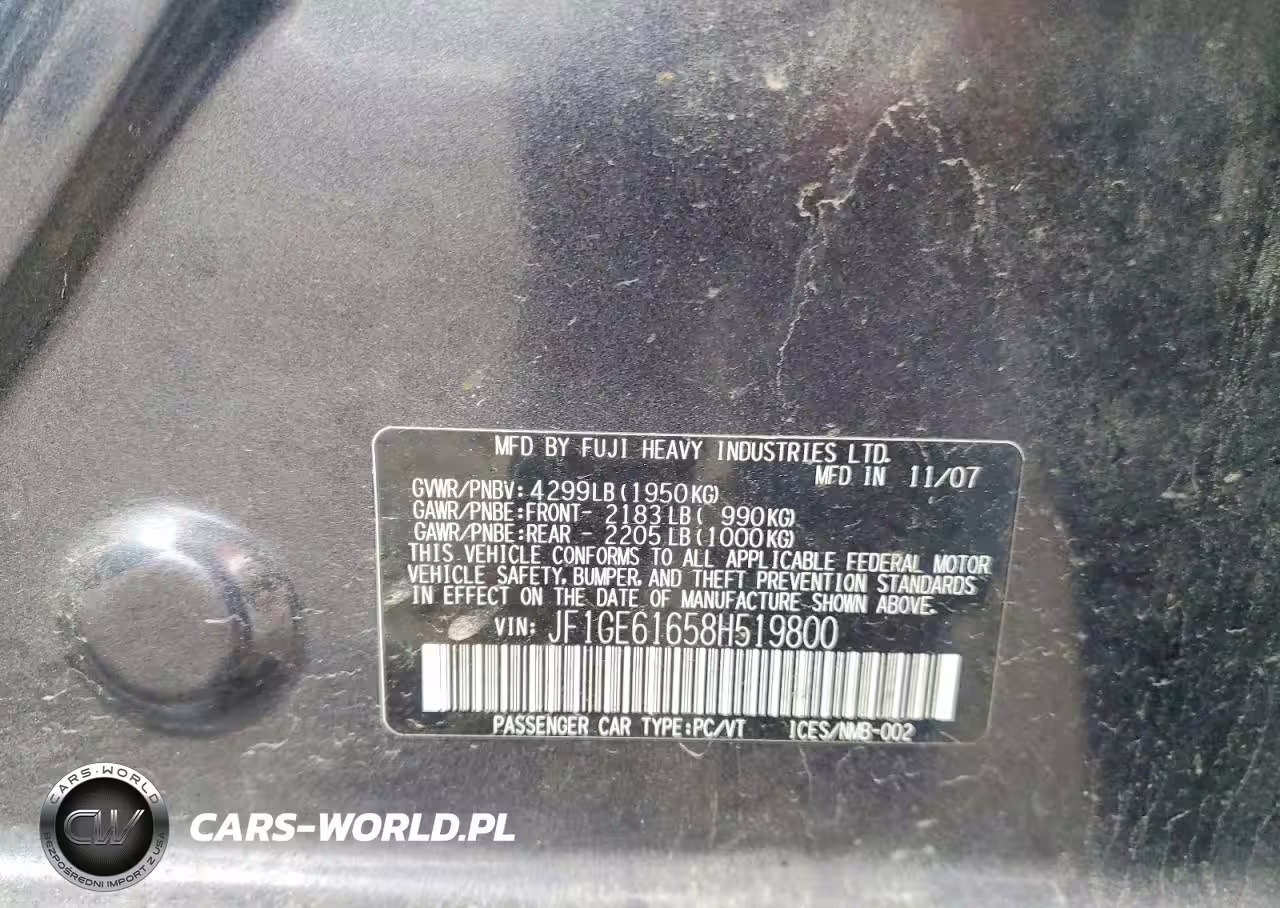 MFD BY FUJI HEAVY INDUSTRIES LTD.
MFD IN 11/07
GVWR/PNBV: 4299LB(1950KG)
GAWR/PNBE:FRONT- 2183LB( 990KG)
GAWR/PNBE:REAR - 2205LB(1000KG)
THIS VEHICLE CONFORMS TO ALL APPLICABLE FEDERAL MOTOR
VEHICLE SAFETY, BUMPER, AND THEFT PREVENTION STANDARDS
IN EFFECT ON THE DATE OF MANUFACTURE SHOWN ABOVE.
VIN: JF1GE61658H519800
PASSENGER CAR TYPE:PC/VT ICES/NMB-002
CARS-WORLD
CW
BEZPOŚREDNI IMPORT Z USA
CARS-WORLD.PL